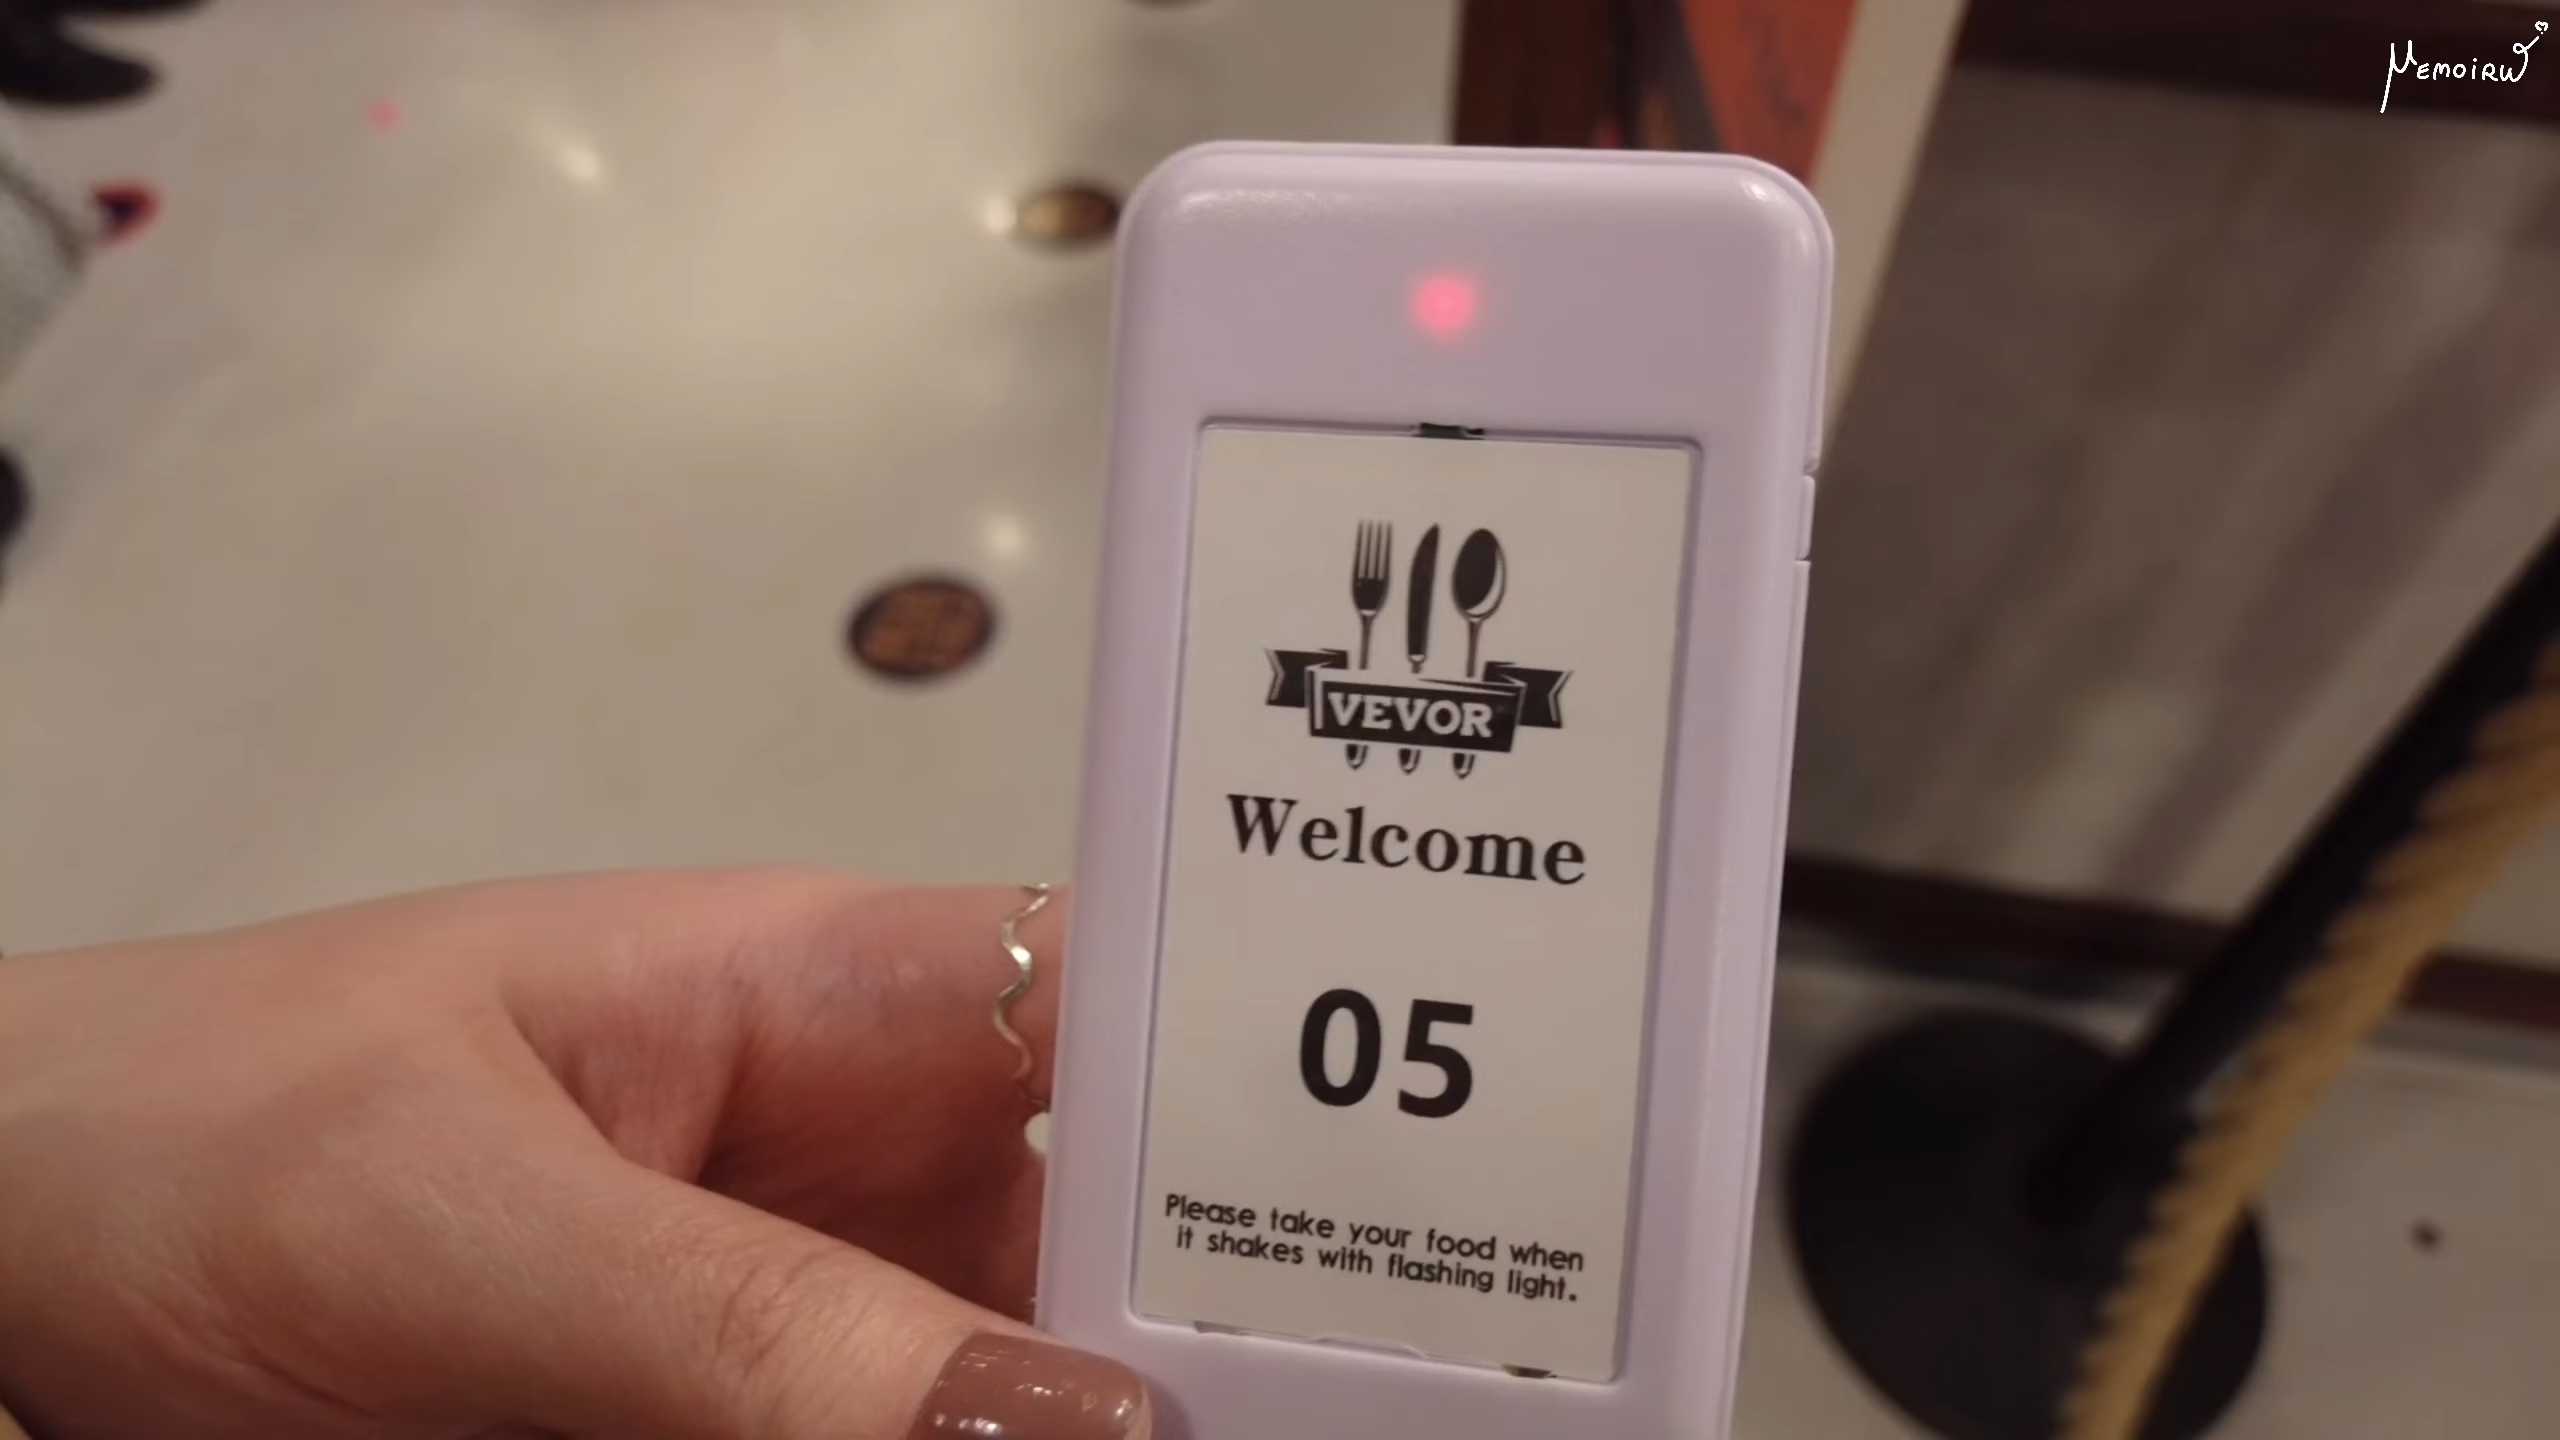 Memoirw
VEVOR
Welcome
05
Please take your food when
it shakes with flashing light.